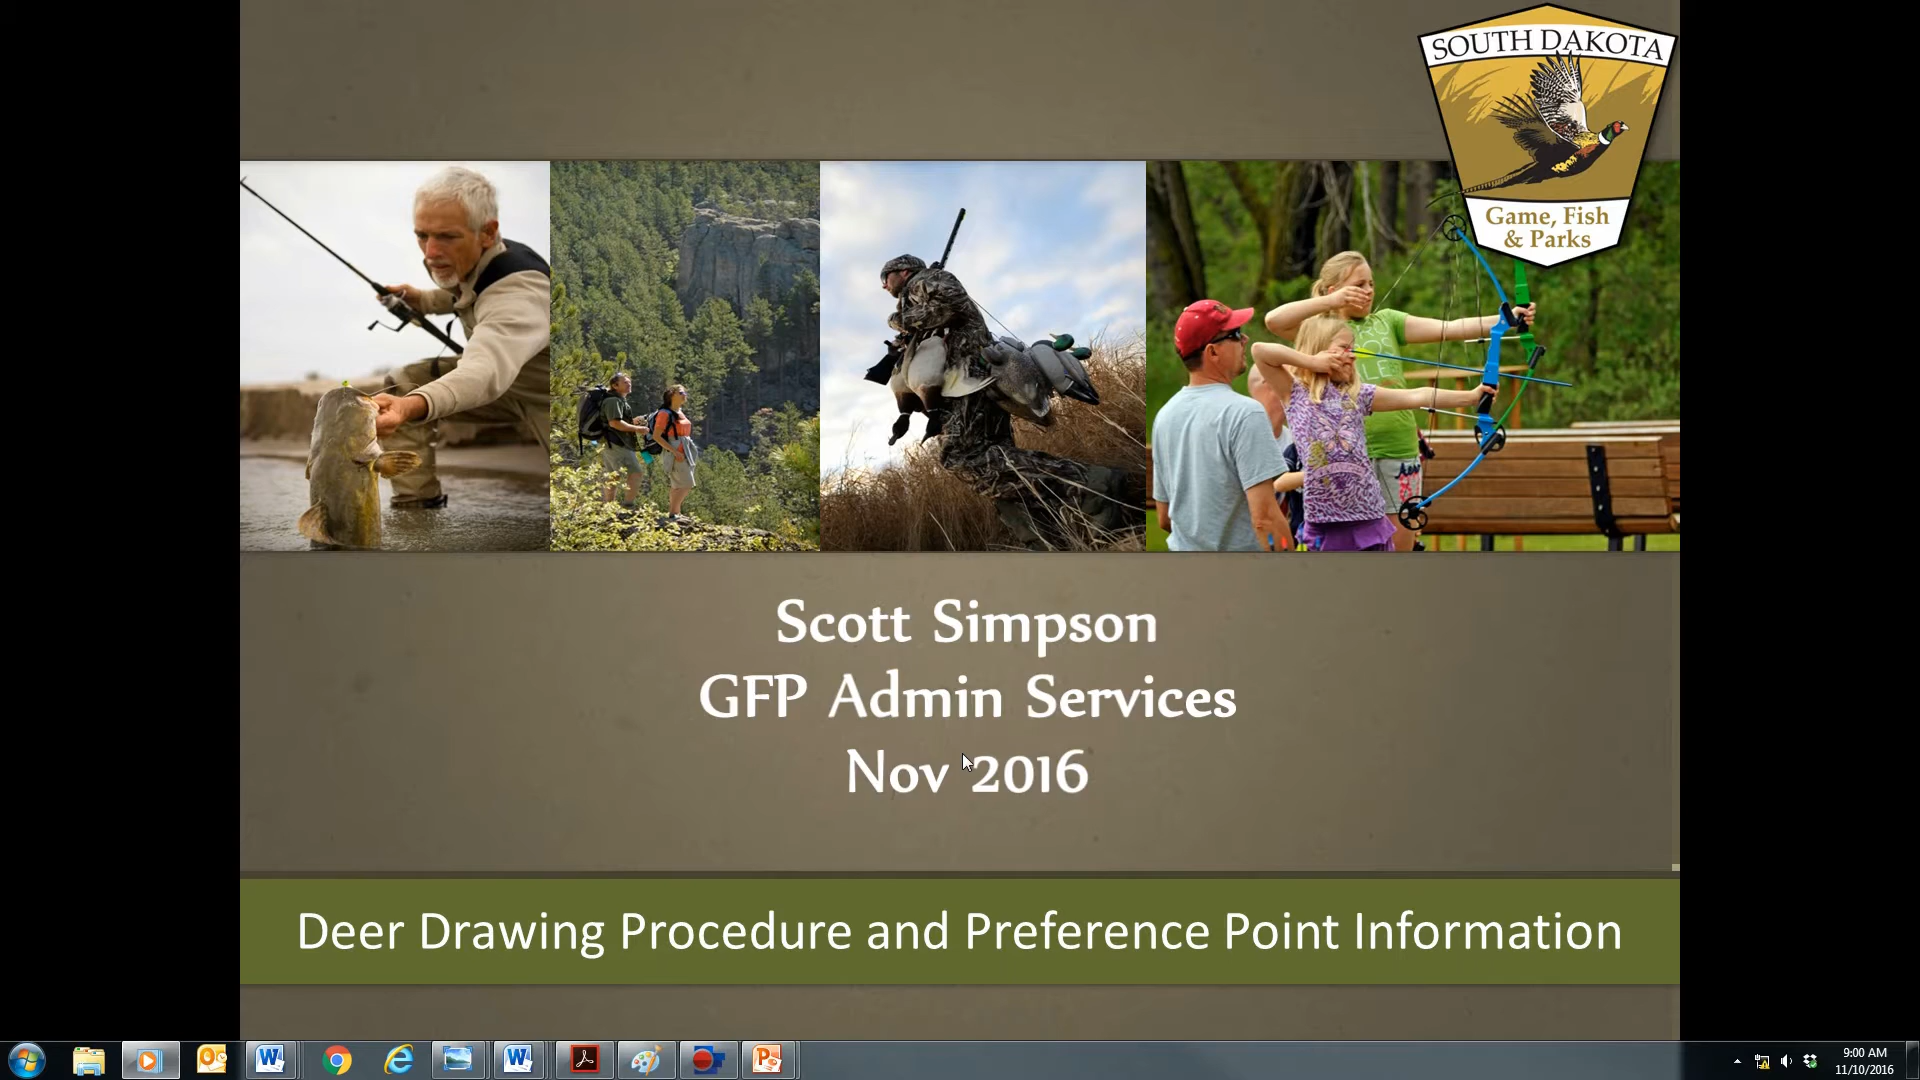 SOUTH DAKOTA
Game, Fish
& Parks
Scott Simpson
GFP Admin Services
Nov 2016
Deer Drawing Procedure and Preference Point Information
9:00 AM
11/10/2016